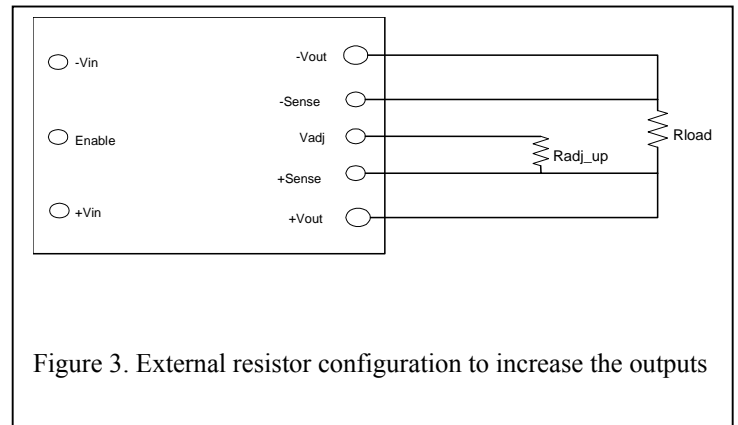 -Vin
-Vout
-Sense
Enable
Vadj
Rload
Radj_up
+Sense
+Vin
+Vout
Figure 3. External resistor configuration to increase the outputs